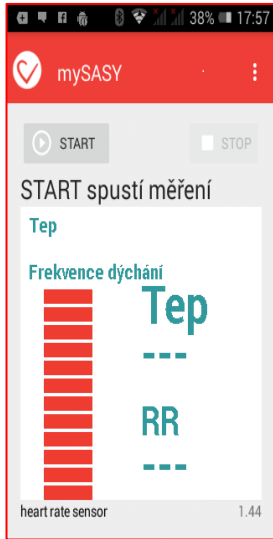 38% 17:57
mySASY
START
STOP
START spustí měření
Tep
Frekvence dýchání
Tep
---
RR
---
heart rate sensor 1.44